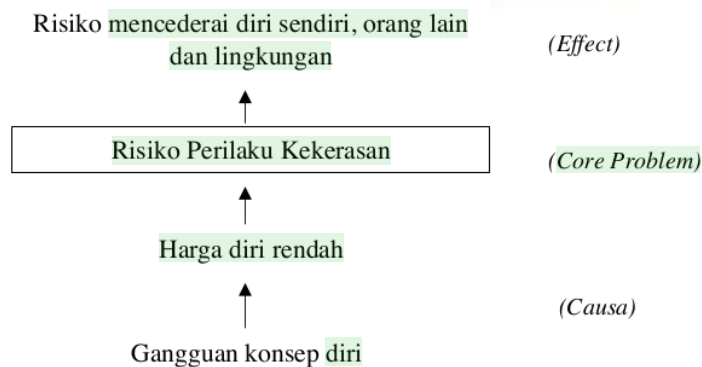 Risiko mencederai diri sendiri, orang lain
dan lingkungan
(Effect)
Risiko Perilaku Kekerasan
(Core Problem)
Harga diri rendah
(Causa)
Gangguan konsep diri